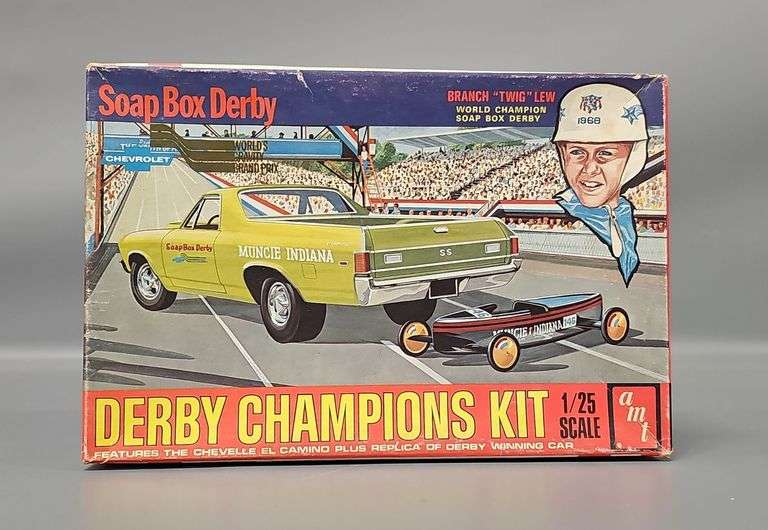 Soap Box Derby
BRANCH "TWIG" LEW
WORLD CHAMPION
SOAP BOX DERBY
1968
CHEVROLET
WORLD'S
GRAVITY
GRAND PRIX
Soap Box Derby
MUNCIE INDIANA
SS
MUNCIE INDIANA
DERBY CHAMPIONS KIT
1/25
SCALE
amt
FEATURES THE CHEVELLE EL CAMINO PLUS REPLICA OF DERBY WINNING CAR